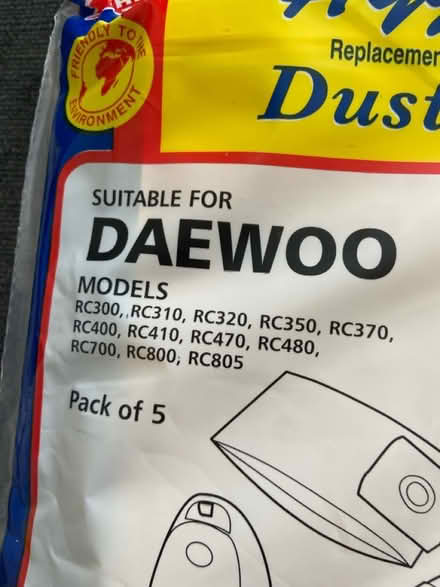 FRIENDLY TO THE
ENVIRONMENT
Replacement
Dust
SUITABLE FOR
DAEWOO
MODELS
RC300, RC310, RC320, RC350, RC370,
RC400, RC410, RC470, RC480,
RC700, RC800, RC805
Pack of 5